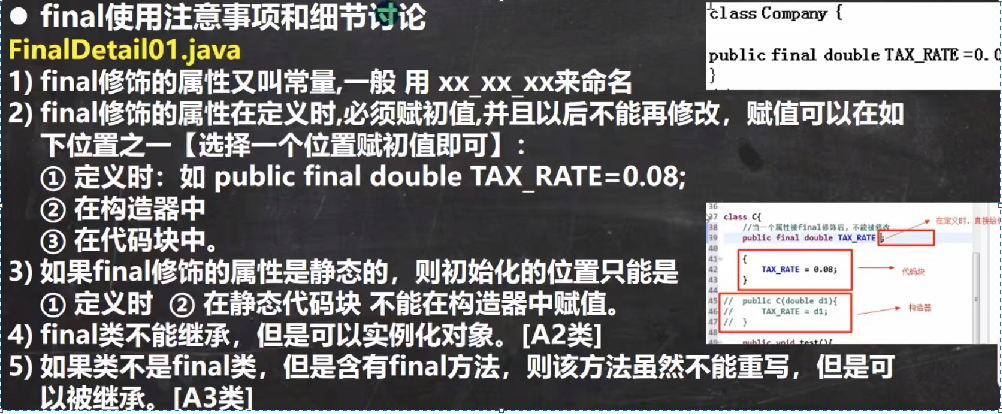 final使用注意事项和细节讨论
FinalDetail01.java
1) final修饰的属性又叫常量,一般 用 xx_xx_xx来命名
2) final修饰的属性在定义时,必须赋初值,并且以后不能再修改，赋值可以在如
下位置之一【选择一个位置赋初值即可】：
① 定义时：如 public final double TAX_RATE=0.08;
② 在构造器中
③ 在代码块中。
3) 如果final修饰的属性是静态的，则初始化的位置只能是
① 定义时 ② 在静态代码块 不能在构造器中赋值。
4) final类不能继承，但是可以实例化对象。[A2类]
5) 如果类不是final类，但是含有final方法，则该方法虽然不能重写，但是可
以被继承。[A3类]
class Company {
public final double TAX_RATE =0.0
}
36
37 class C{
38 //当一个属性被final修饰后，不能被修改
39 public final double TAX_RATE ;
在定义时，直接给
40
41 {
42 TAX_RATE = 0.08;
43 }
代码块
44
45 // public C(double d1){
46 // TAX_RATE = d1;
47 // }
构造器
48
49 public void test(){